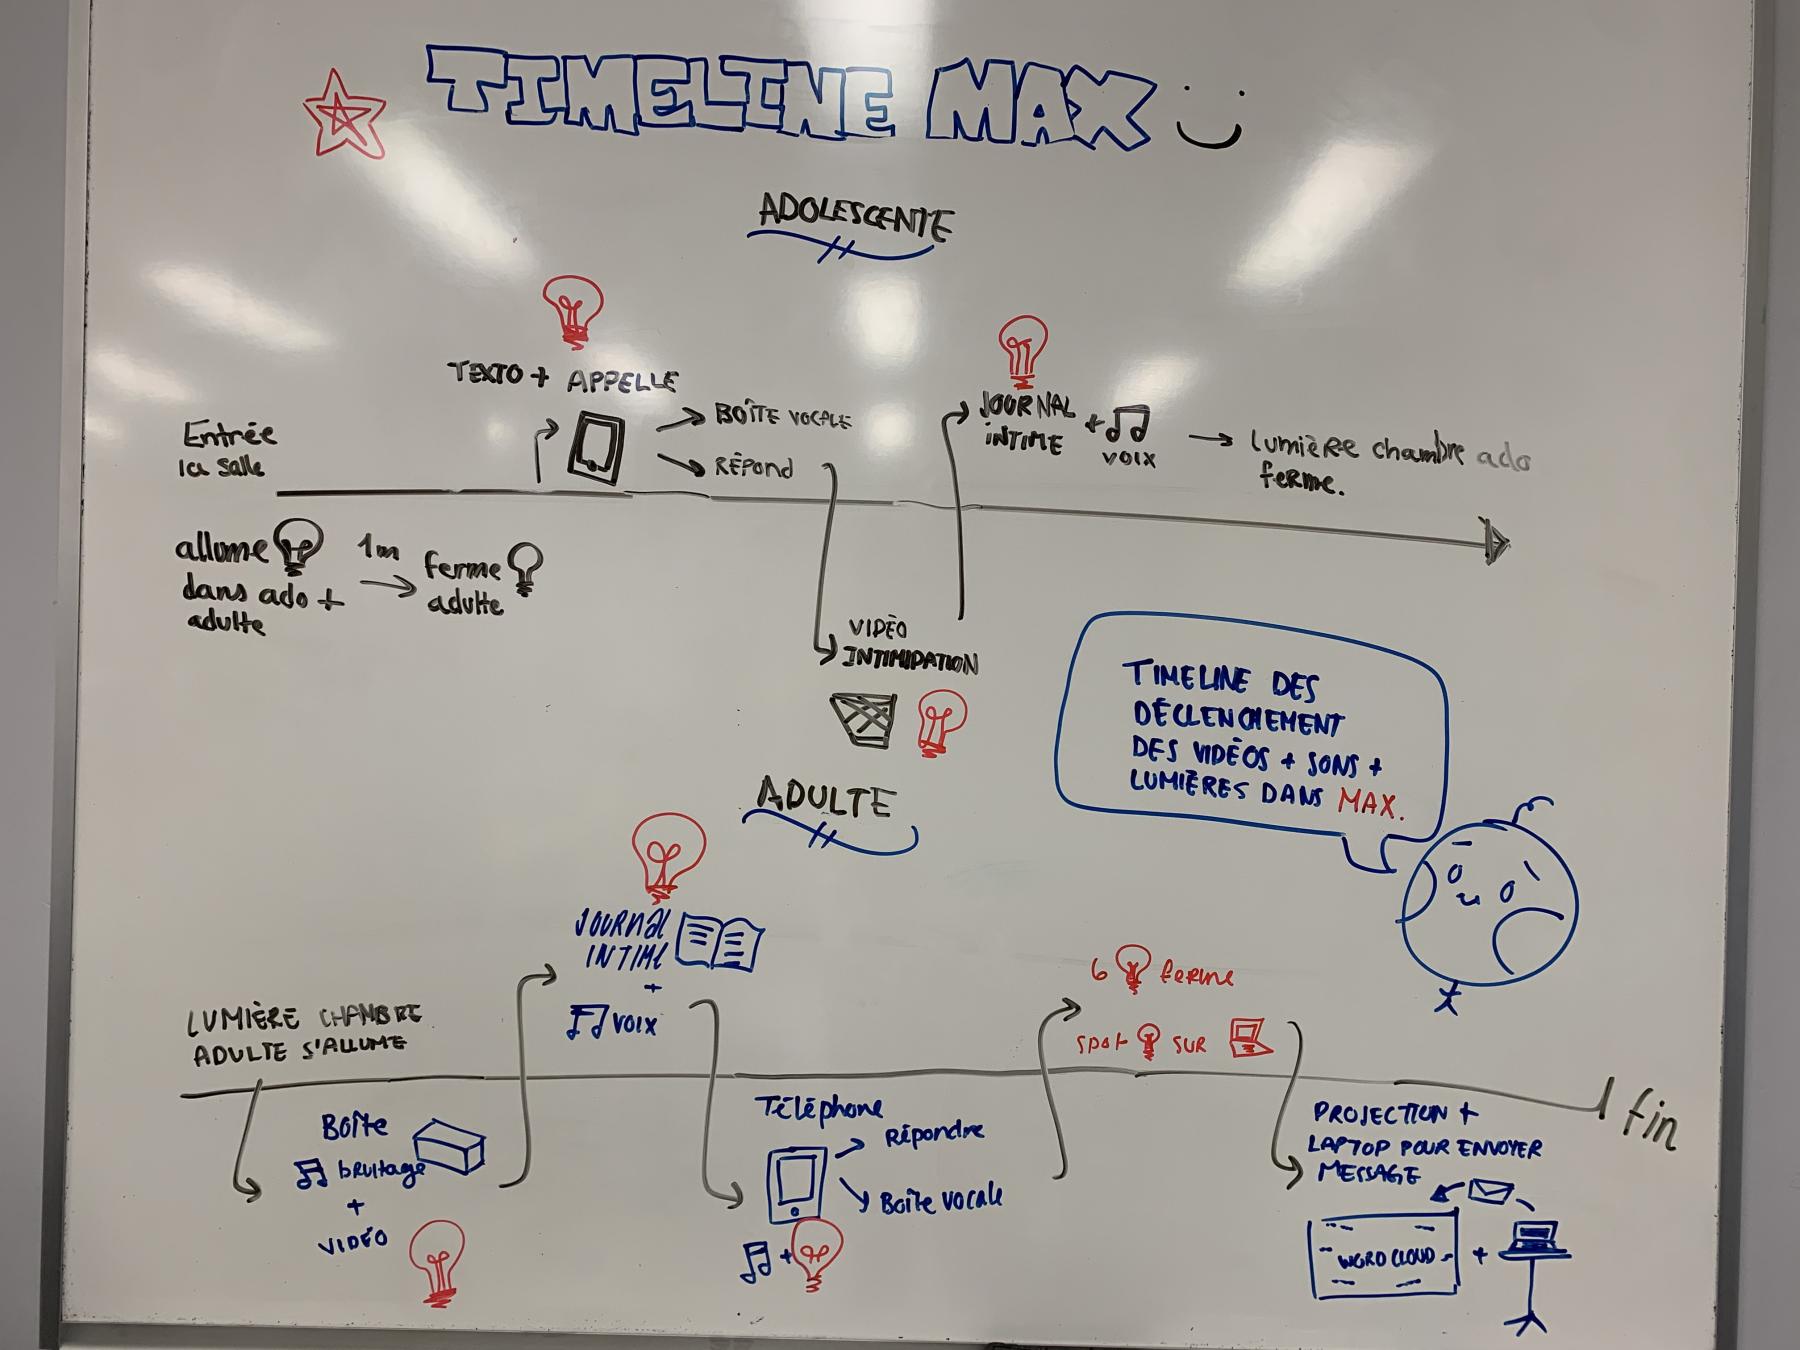 TIMELINE MAX
ADOLESCENTE
TEXTO + APPELLE
BOÎTE VOCALE
RÉPOND
JOURNAL
INTIME
+
VOIX
Lumière chambre ado
ferme.
Entrée
la salle
allume
dans ado +
adulte
1m
ferme
adulte
VIDÉO
INTIMIDATION
TIMELINE DES
DÉCLENCHEMENT
DES VIDÉOS + SONS +
LUMIÈRES DANS MAX.
ADULTE
JOURNAL
INTIME
+
VOIX
LUMIÈRE CHAMBRE
ADULTE S'ALLUME
BOÎTE
bruitage
+
VIDÉO
Téléphone
Répondre
Boîte vocale
+
6 ferme
spot SUR
PROJECTION +
LAPTOP POUR ENVOYER
MESSAGE
WORD CLOUD
+
fin